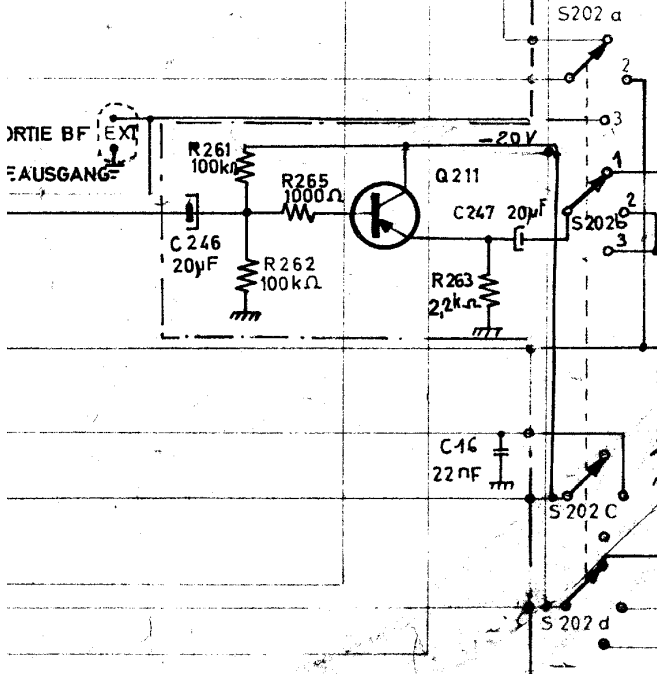 S202 a
2
3
ORTIE BF EXT
EAUSGANG
R261
100kΩ
-20V
R265
1000Ω
Q211
1
C247 20µF
2
S202b
3
C246
20µF
R262
100kΩ
R263
2,2kΩ
C16
22nF
S202 C
S202 d